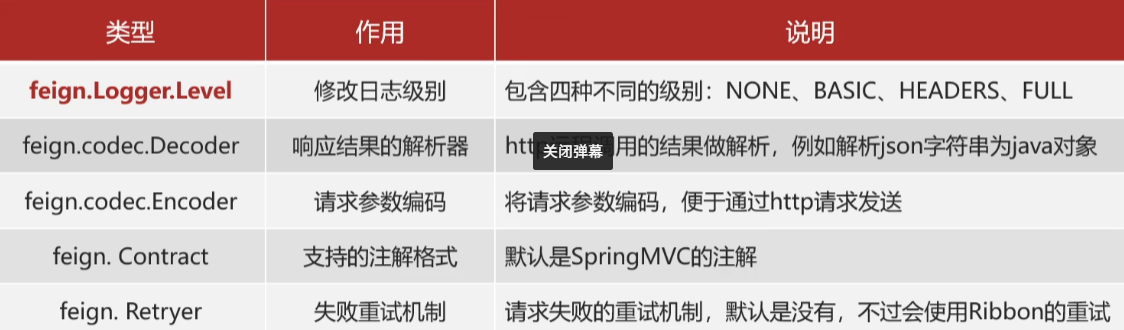 类型 作用 说明
feign.Logger.Level 修改日志级别 包含四种不同的级别：NONE、BASIC、HEADERS、FULL
feign.codec.Decoder 响应结果的解析器 http调用的结果做解析，例如解析json字符串为java对象
关闭弹幕
feign.codec.Encoder 请求参数编码 将请求参数编码，便于通过http请求发送
feign. Contract 支持的注解格式 默认是SpringMVC的注解
feign. Retryer 失败重试机制 请求失败的重试机制，默认是没有，不过会使用Ribbon的重试